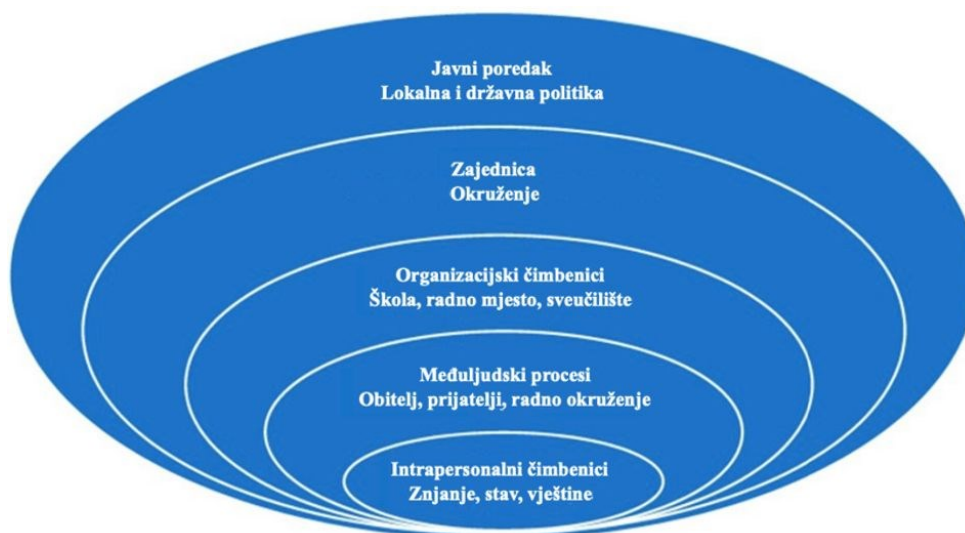 Javni poredak
Lokalna i državna politika
Zajednica
Okruženje
Organizacijski čimbenici
Škola, radno mjesto, sveučilište
Međuljudski procesi
Obitelj, prijatelji, radno okruženje
Intrapersonalni čimbenici
Znjanje, stav, vještine